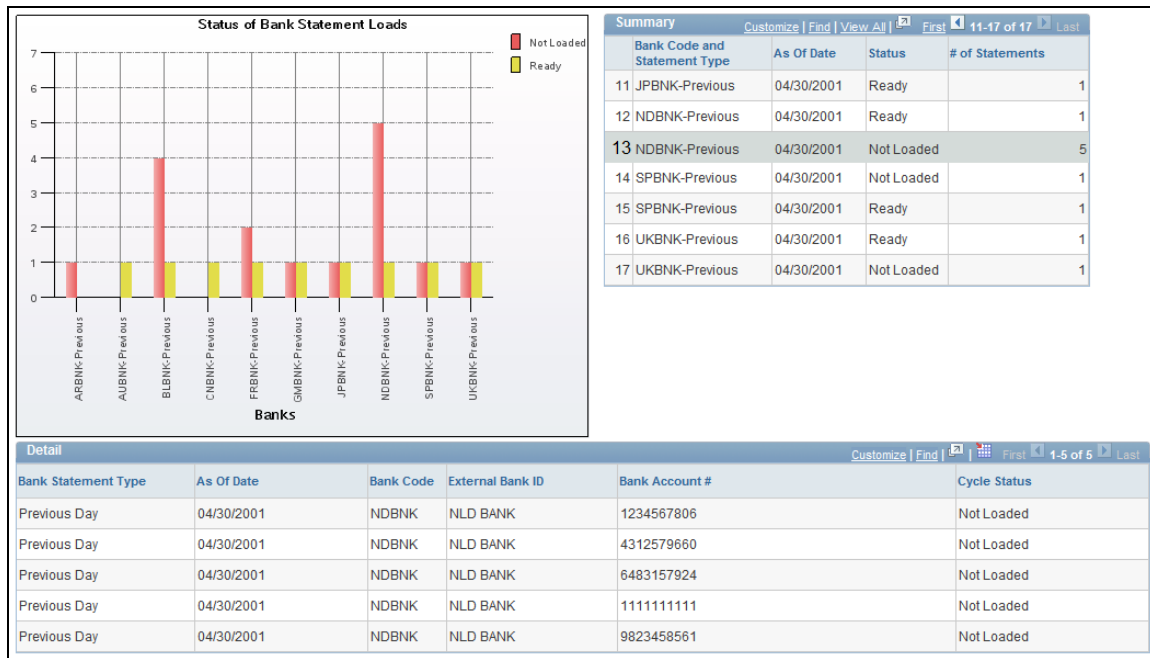 Status of Bank Statement Loads
Not Loaded
Ready
7
6
5
4
3
2
1
0
ARBNK-Previous
AUBNK-Previous
BLBNK-Previous
CNBNK-Previous
FRBNK-Previous
GMBNK-Previous
JPBNK-Previous
NDBNK-Previous
SPBNK-Previous
UKBNK-Previous
Banks
Summary Customize | Find | View All | First 11-17 of 17 Last
Bank Code and Statement Type As Of Date Status # of Statements
11 JPBNK-Previous 04/30/2001 Ready 1
12 NDBNK-Previous 04/30/2001 Ready 1
13 NDBNK-Previous 04/30/2001 Not Loaded 5
14 SPBNK-Previous 04/30/2001 Not Loaded 1
15 SPBNK-Previous 04/30/2001 Ready 1
16 UKBNK-Previous 04/30/2001 Ready 1
17 UKBNK-Previous 04/30/2001 Not Loaded 1
Detail Customize | Find | | First 1-5 of 5 Last
Bank Statement Type As Of Date Bank Code External Bank ID Bank Account # Cycle Status
Previous Day 04/30/2001 NDBNK NLD BANK 1234567806 Not Loaded
Previous Day 04/30/2001 NDBNK NLD BANK 4312579660 Not Loaded
Previous Day 04/30/2001 NDBNK NLD BANK 6483157924 Not Loaded
Previous Day 04/30/2001 NDBNK NLD BANK 1111111111 Not Loaded
Previous Day 04/30/2001 NDBNK NLD BANK 9823458561 Not Loaded